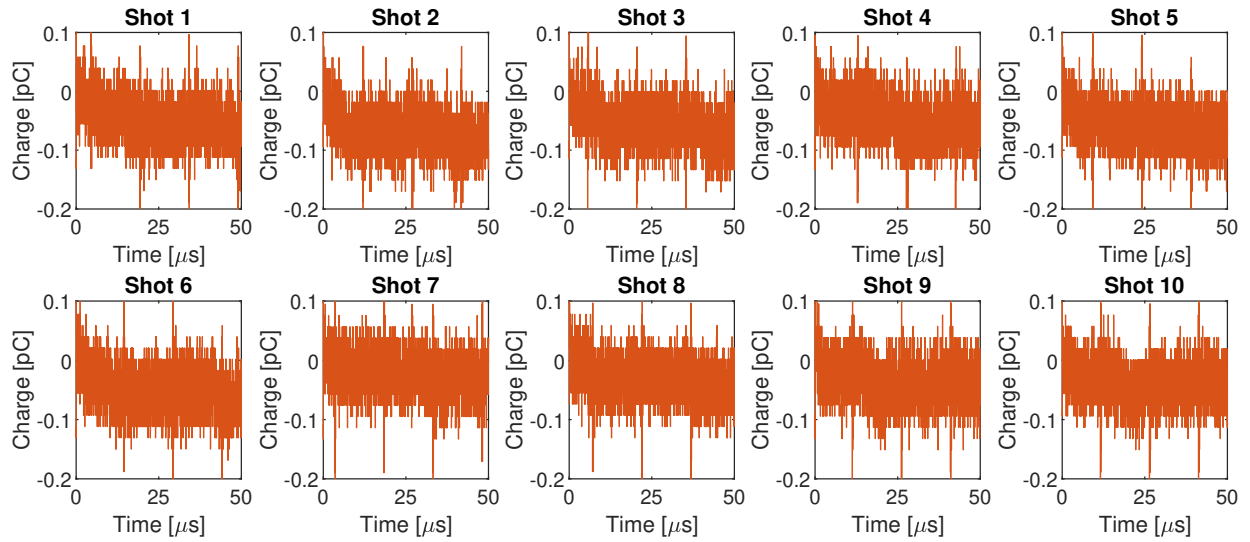 Shot 1 Shot 2 Shot 3 Shot 4 Shot 5
0.1 0.1 0.1 0.1 0.1
Charge [pC] Charge [pC] Charge [pC] Charge [pC] Charge [pC]
0 0 0 0 0
-0.1 -0.1 -0.1 -0.1 -0.1
-0.2 -0.2 -0.2 -0.2 -0.2
0 25 50 0 25 50 0 25 50 0 25 50 0 25 50
Time [μs] Time [μs] Time [μs] Time [μs] Time [μs]
Shot 6 Shot 7 Shot 8 Shot 9 Shot 10
0.1 0.1 0.1 0.1 0.1
Charge [pC] Charge [pC] Charge [pC] Charge [pC] Charge [pC]
0 0 0 0 0
-0.1 -0.1 -0.1 -0.1 -0.1
-0.2 -0.2 -0.2 -0.2 -0.2
0 25 50 0 25 50 0 25 50 0 25 50 0 25 50
Time [μs] Time [μs] Time [μs] Time [μs] Time [μs]